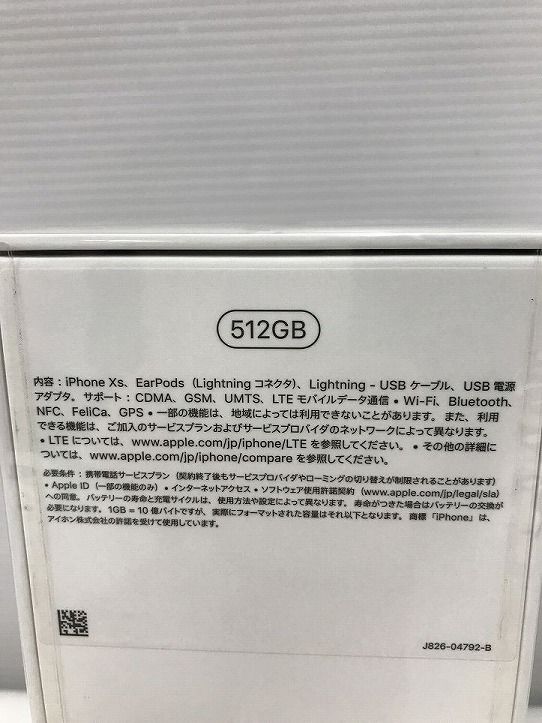 512GB
内容：iPhone Xs、EarPods（Lightning コネクタ）、Lightning - USB ケーブル、USB 電源
アダプタ。サポート：CDMA、GSM、UMTS、LTE モバイルデータ通信 • Wi-Fi、Bluetooth、
NFC、FeliCa、GPS • 一部の機能は、地域によっては利用できないことがあります。また、利用
できる機能は、ご加入のサービスプランおよびサービスプロバイダのネットワークによって異なります。
• LTE については、www.apple.com/jp/iphone/LTE を参照してください。 • その他の詳細に
ついては、www.apple.com/jp/iphone/compare を参照してください。
必要条件：携帯電話サービスプラン（契約終了後もサービスプロバイダやローミングの切り替えが制限されることがあります）
• Apple ID（一部の機能のみ） • インターネットアクセス • ソフトウェア使用許諾契約（www.apple.com/jp/legal/sla）
への同意。バッテリーの寿命と充電サイクルは、使用方法や設定によって異なります。寿命がつきた場合はバッテリーの交換が
必要になります。1GB = 10 億バイトですが、実際にフォーマットされた容量はそれ以下となります。商標「iPhone」は、
アイホン株式会社の許諾を受けて使用しています。
J826-04792-B